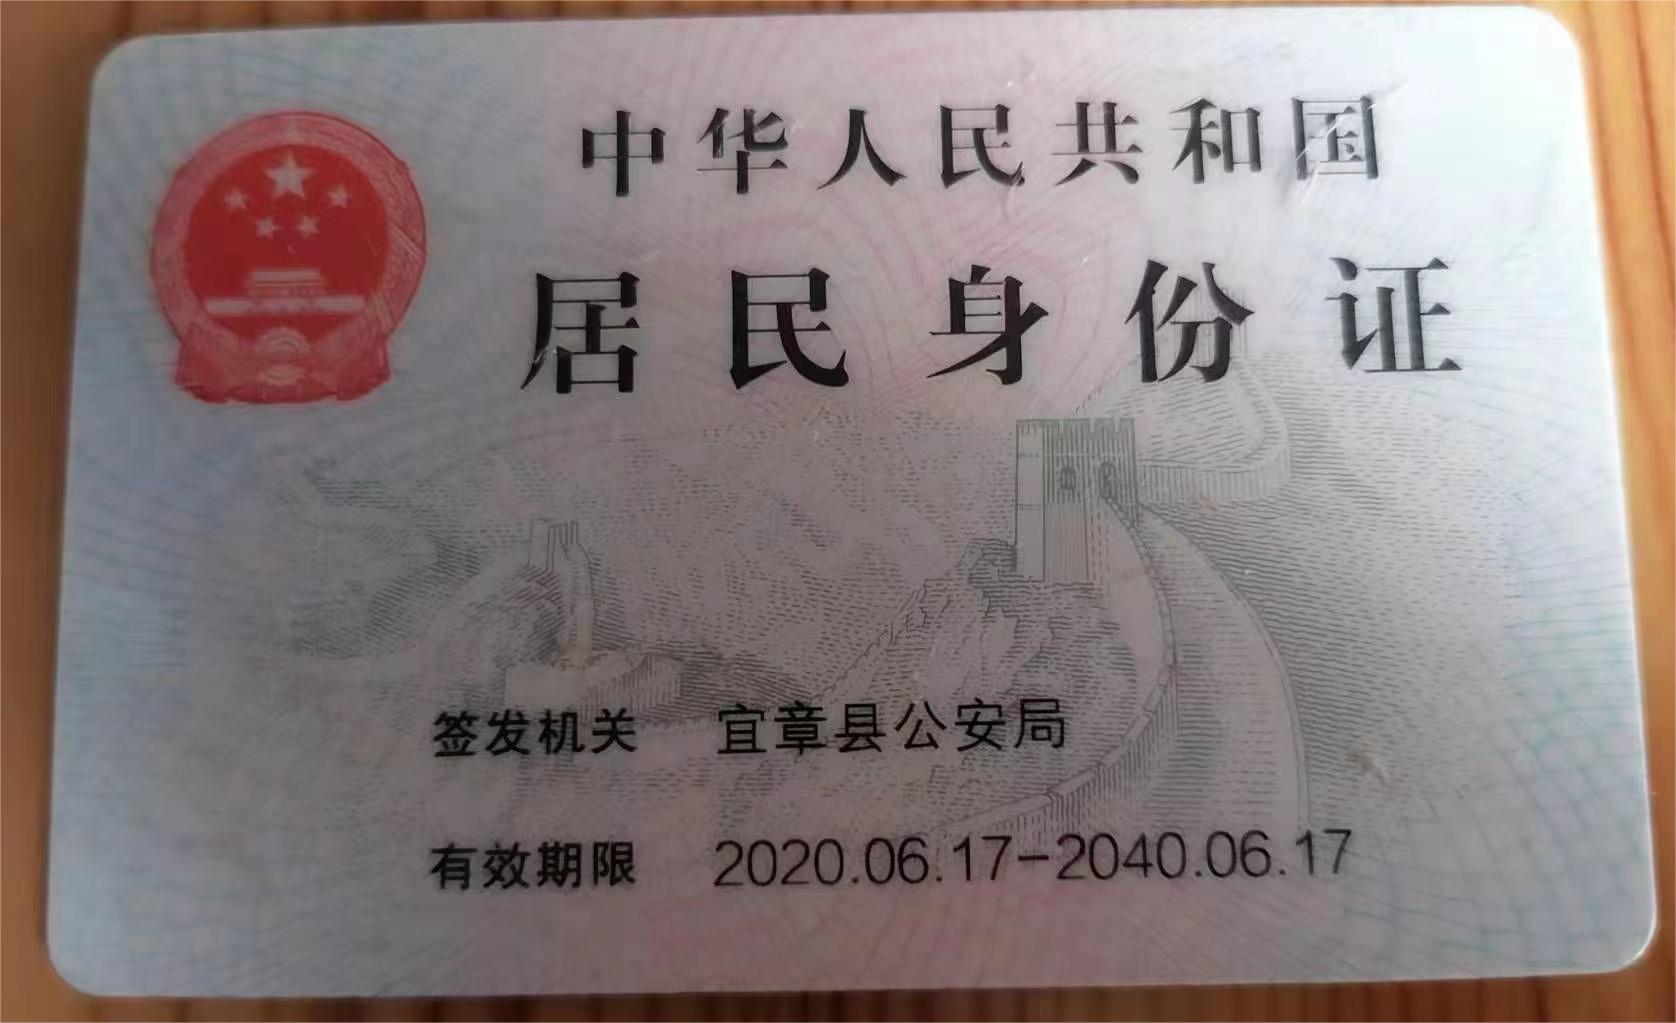 中华人民共和国
居民身份证
签发机关 宜章县公安局
有效期限 2020.06.17-2040.06.17